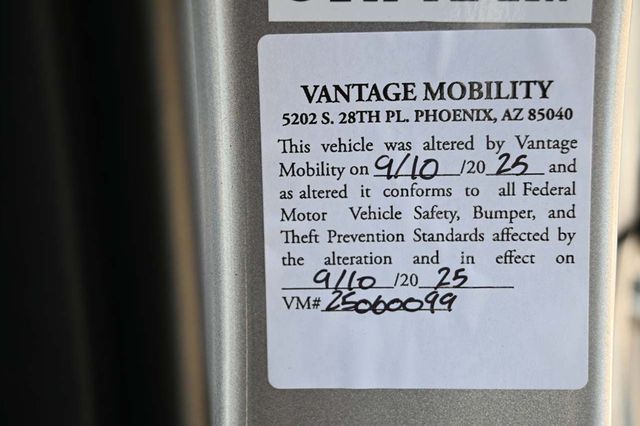 VANTAGE MOBILITY
5202 S. 28TH PL. PHOENIX, AZ 85040
This vehicle was altered by Vantage
Mobility on 9/10 /20 25 and
as altered it conforms to all Federal
Motor Vehicle Safety, Bumper, and
Theft Prevention Standards affected by
the alteration and in effect on
9/10 /20 25
VM# 25060099